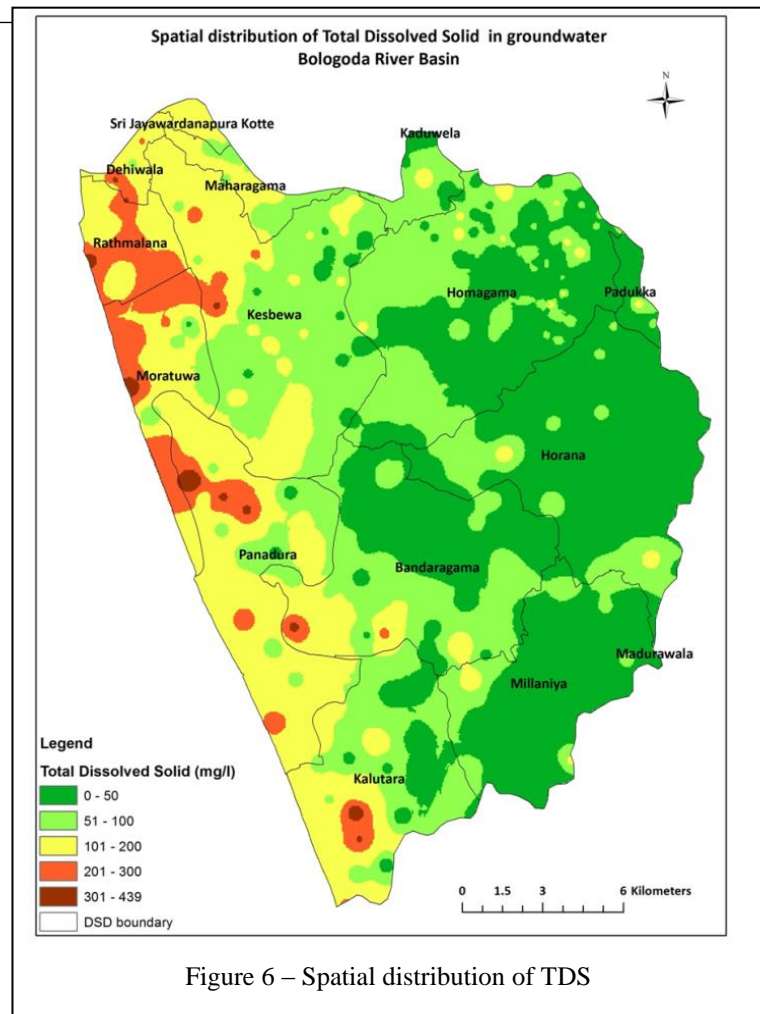 Spatial distribution of Total Dissolved Solid in groundwater
Bologoda River Basin
N
Sri Jayawardanapura Kotte
Kaduwela
Dehiwala
Maharagama
Rathmalana
Homagama
Padukka
Kesbewa
Moratuwa
Horana
Panadura
Bandaragama
Madurawala
Millaniya
Kalutara
Legend
Total Dissolved Solid (mg/l)
0 - 50
51 - 100
101 - 200
201 - 300
301 - 439
DSD boundary
0 1.5 3 6 Kilometers
Figure 6 – Spatial distribution of TDS